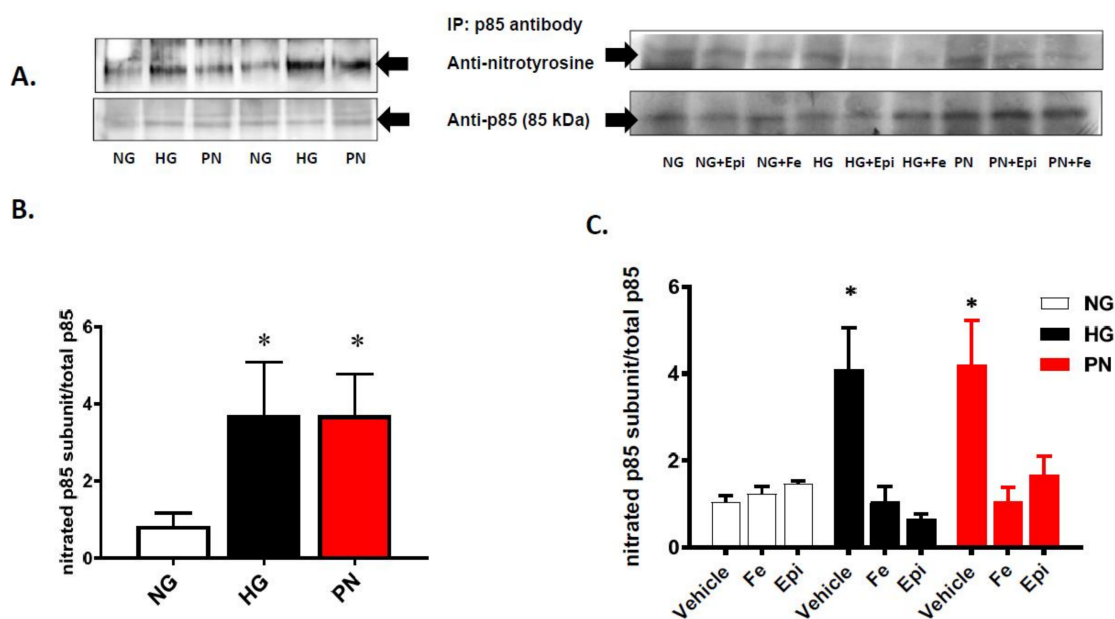 IP: p85 antibody
A.
Anti-nitrotyrosine
Anti-p85 (85 kDa)
NG HG PN NG HG PN
NG NG+Epi NG+Fe HG HG+Epi HG+Fe PN PN+Epi PN+Fe
B.
nitrated p85 subunit/total p85
6
4
2
0
* *
NG HG PN
C.
nitrated p85 subunit/total p85
6
4
2
0
* *
NG
HG
PN
Vehicle Fe Epi Vehicle Fe Epi Vehicle Fe Epi